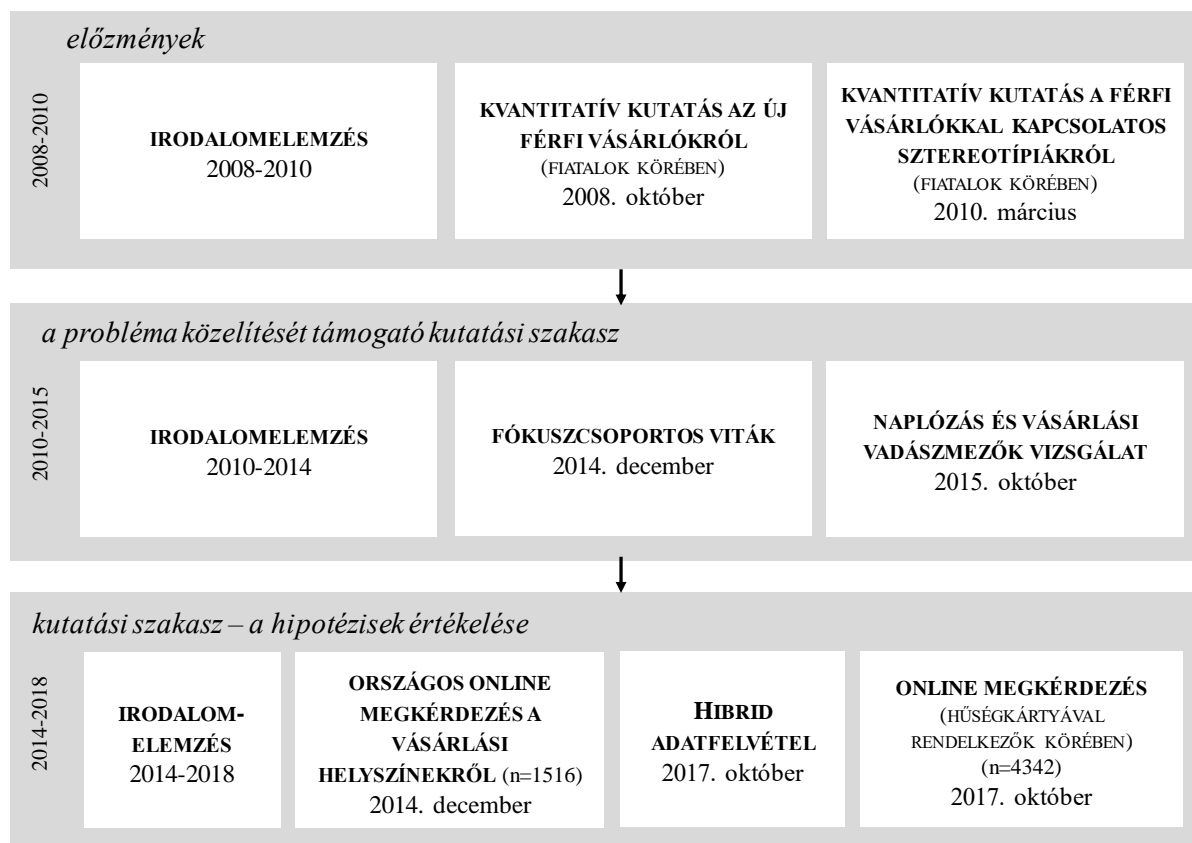 előzmények
2008-2010
IRODALOMELEMZÉS
2008-2010
KVANTITATÍV KUTATÁS AZ ÚJ
FÉRFI VÁSÁRLÓKRÓL
(FIATALOK KÖRÉBEN)
2008. október
KVANTITATÍV KUTATÁS A FÉRFI
VÁSÁRLÓKKAL KAPCSOLATOS
SZTEREOTÍPIÁKRÓL
(FIATALOK KÖRÉBEN)
2010. március
a probléma közelítését támogató kutatási szakasz
2010-2015
IRODALOMELEMZÉS
2010-2014
FÓKUSZCSOPORTOS VITÁK
2014. december
NAPLÓZÁS ÉS VÁSÁRLÁSI
VADÁSZMEZŐK VIZSGÁLAT
2015. október
kutatási szakasz – a hipotézisek értékelése
2014-2018
IRODALOM-
ELEMZÉS
2014-2018
ORSZÁGOS ONLINE
MEGKÉRDEZÉS A
VÁSÁRLÁSI
HELYSZÍNEKRŐL (n=1516)
2014. december
HIBRID
ADATFELVÉTEL
2017. október
ONLINE MEGKÉRDEZÉS
(HŰSÉGKÁRTYÁVAL
RENDELKEZŐK KÖRÉBEN)
(n=4342)
2017. október